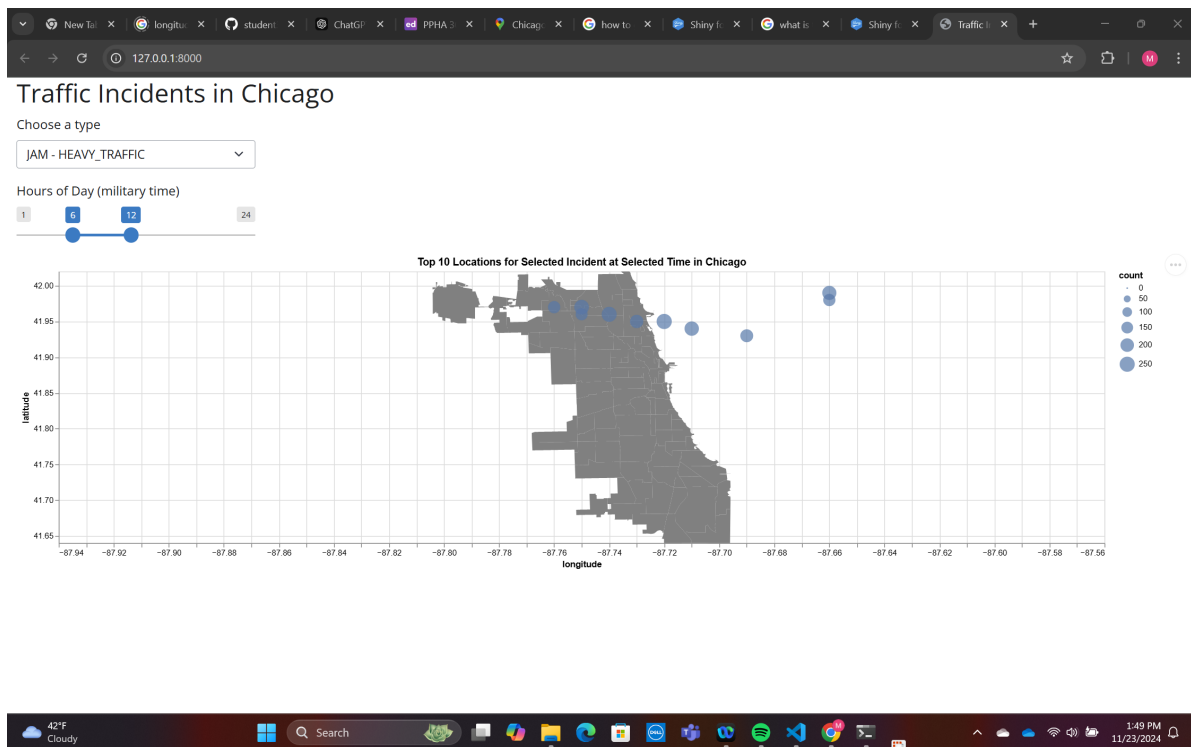 New Tal
longitu
student
ChatGP
PPHA 3
Chicago
how to
Shiny fo
what is
Shiny fo
Traffic I
127.0.0.1:8000
M
Traffic Incidents in Chicago
Choose a type
JAM - HEAVY_TRAFFIC
Hours of Day (military time)
1 6 12 24
Top 10 Locations for Selected Incident at Selected Time in Chicago
count
0
50
100
150
200
250
latitude
42.00
41.95
41.90
41.85
41.80
41.75
41.70
41.65
−87.94 −87.92 −87.90 −87.88 −87.86 −87.84 −87.82 −87.80 −87.78 −87.76 −87.74 −87.72 −87.70 −87.68 −87.66 −87.64 −87.62 −87.60 −87.58 −87.56
longitude
42°F
Cloudy
Search
DELL
1:49 PM
11/23/2024